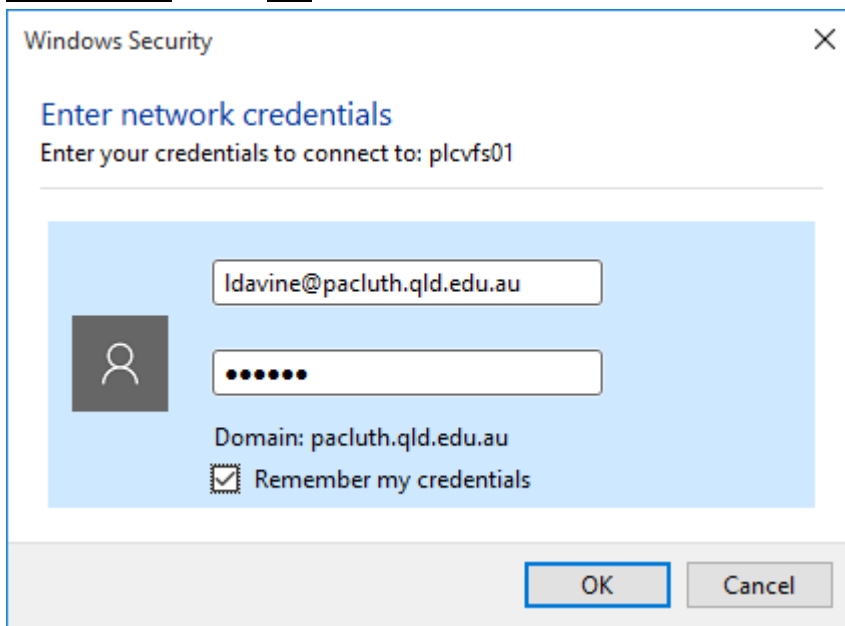 Windows Security
Enter network credentials
Enter your credentials to connect to: plcvfs01
ldavine@pacluth.qld.edu.au
••••••
Domain: pacluth.qld.edu.au
Remember my credentials
OK
Cancel